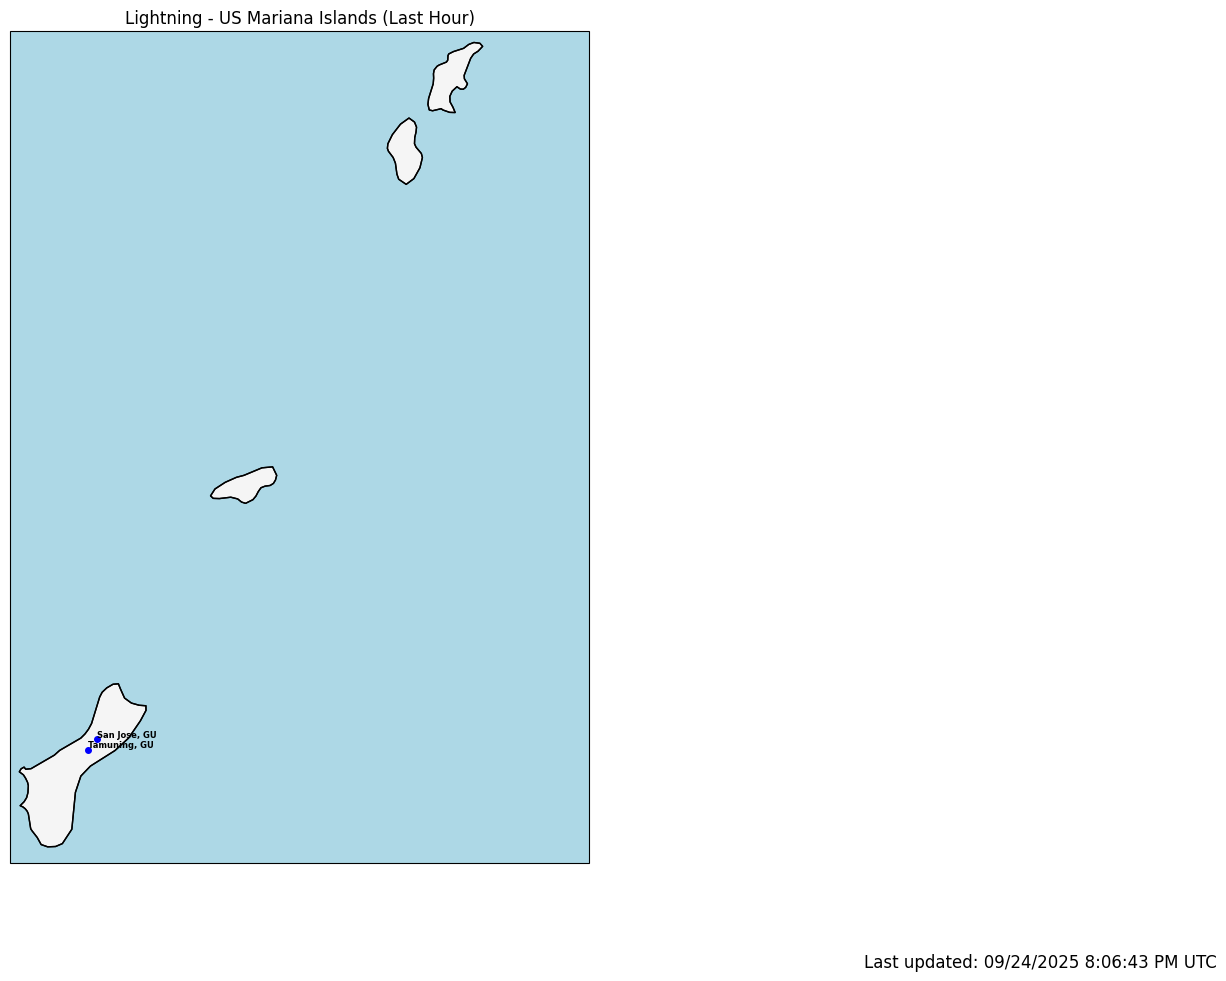 Lightning - US Mariana Islands (Last Hour)
San Jose, GU
Tamuning, GU
Last updated: 09/24/2025 8:06:43 PM UTC